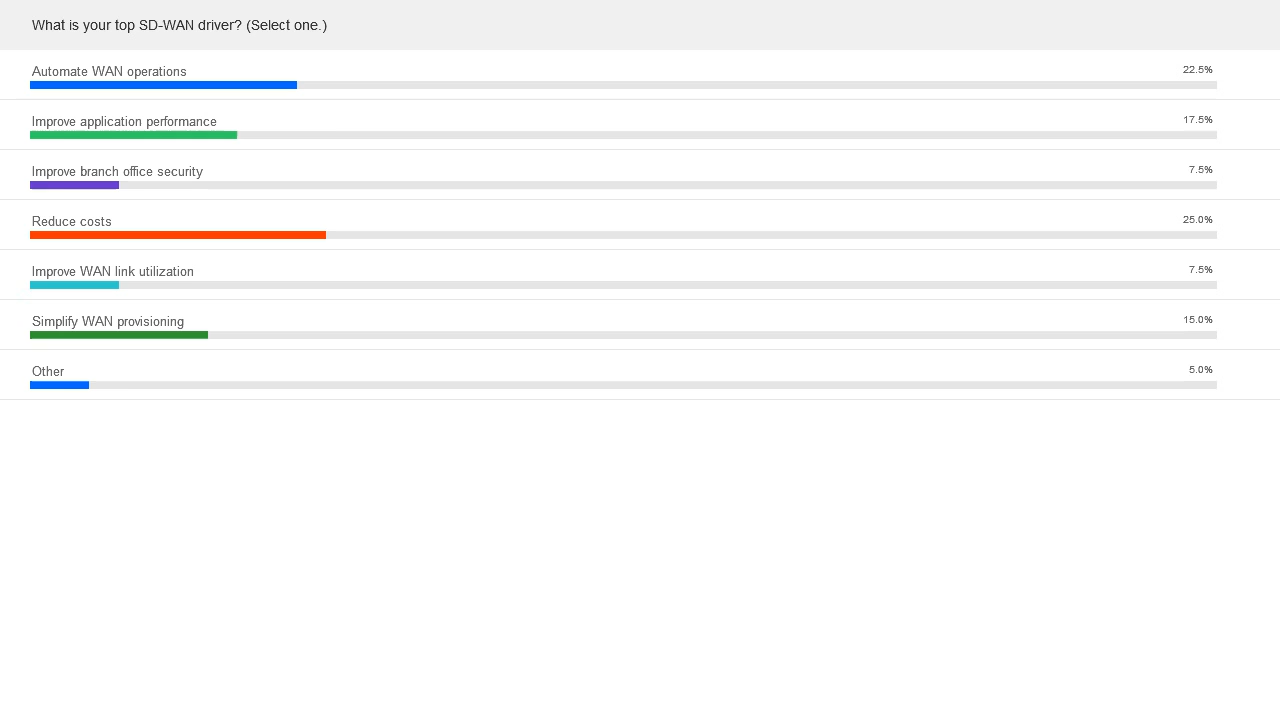 What is your top SD-WAN driver? (Select one.)
Automate WAN operations 22.5%
Improve application performance 17.5%
Improve branch office security 7.5%
Reduce costs 25.0%
Improve WAN link utilization 7.5%
Simplify WAN provisioning 15.0%
Other 5.0%